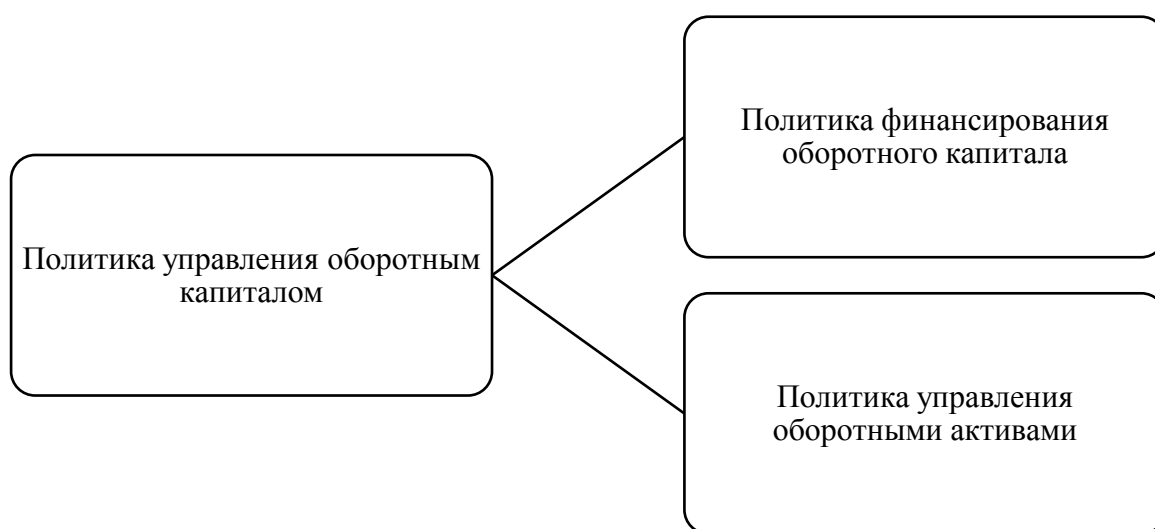 Политика управления оборотным
капиталом
Политика финансирования
оборотного капитала
Политика управления
оборотными активами